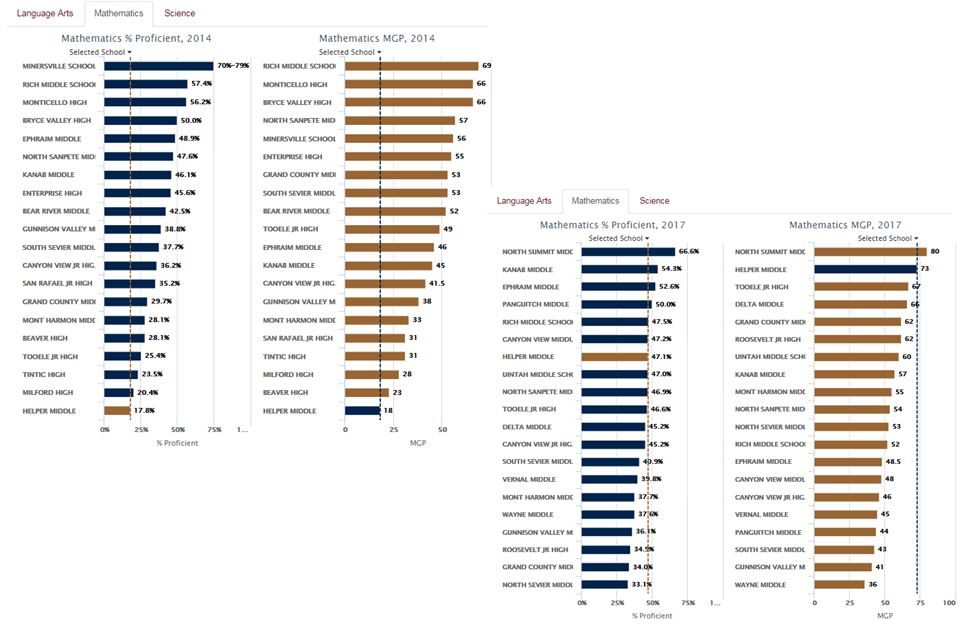 Language Arts Mathematics Science
Mathematics % Proficient, 2014
Selected School
MINERSVILLE SCHOOL 70%-79%
RICH MIDDLE SCHOOL 57.4%
MONTICELLO HIGH 56.2%
BRYCE VALLEY HIGH 50.0%
EPHRAIM MIDDLE 48.9%
NORTH SANPETE MIDD 47.6%
KANAB MIDDLE 46.1%
ENTERPRISE HIGH 45.6%
BEAR RIVER MIDDLE 42.5%
GUNNISON VALLEY M 38.8%
SOUTH SEVIER MIDDL 37.7%
CANYON VIEW JR HIG. 36.2%
SAN RAFAEL JR HIGH 35.2%
GRAND COUNTY MIDD 29.7%
MONT HARMON MIDD 28.1%
BEAVER HIGH 28.1%
TOOELE JR HIGH 25.4%
TINTIC HIGH 23.5%
MILFORD HIGH 20.4%
HELPER MIDDLE 17.8%
0% 25% 50% 75% 1...
% Proficient
Mathematics MGP, 2014
Selected School
RICH MIDDLE SCHOOL 69
MONTICELLO HIGH 66
BRYCE VALLEY HIGH 66
NORTH SANPETE MIDD 57
MINERSVILLE SCHOOL 56
ENTERPRISE HIGH 55
GRAND COUNTY MIDD 53
SOUTH SEVIER MIDDL 53
BEAR RIVER MIDDLE 52
TOOELE JR HIGH 49
EPHRAIM MIDDLE 46
KANAB MIDDLE 45
CANYON VIEW JR HIG. 41.5
GUNNISON VALLEY M 38
MONT HARMON MIDD 33
SAN RAFAEL JR HIGH 31
TINTIC HIGH 31
MILFORD HIGH 28
BEAVER HIGH 23
HELPER MIDDLE 18
0 25 50
MGP
Language Arts Mathematics Science
Mathematics % Proficient, 2017
Selected School
NORTH SUMMIT MIDD 66.6%
KANAB MIDDLE 54.3%
EPHRAIM MIDDLE 52.6%
PANGUITCH MIDDLE 50.0%
RICH MIDDLE SCHOOL 47.5%
CANYON VIEW MIDDL 47.2%
HELPER MIDDLE 47.1%
UINTAH MIDDLE SCH 47.0%
NORTH SANPETE MIDD 46.9%
TOOELE JR HIGH 46.6%
DELTA MIDDLE 45.2%
CANYON VIEW JR HIG. 45.2%
SOUTH SEVIER MIDDL 40.9%
VERNAL MIDDLE 39.8%
MONT HARMON MIDD 37.7%
WAYNE MIDDLE 37.6%
GUNNISON VALLEY M 36.1%
ROOSEVELT JR HIGH 34.9%
GRAND COUNTY MIDD 34.0%
NORTH SEVIER MIDDL 33.1%
0% 25% 50% 75% 1...
% Proficient
Mathematics MGP, 2017
Selected School
NORTH SUMMIT MIDD 80
HELPER MIDDLE 73
TOOELE JR HIGH 67
DELTA MIDDLE 66
GRAND COUNTY MIDD 62
ROOSEVELT JR HIGH 62
UINTAH MIDDLE SCH 60
KANAB MIDDLE 57
MONT HARMON MIDD 55
NORTH SANPETE MIDD 54
NORTH SEVIER MIDDL 53
RICH MIDDLE SCHOOL 52
EPHRAIM MIDDLE 48.5
CANYON VIEW MIDDL 48
CANYON VIEW JR HIG. 46
VERNAL MIDDLE 45
PANGUITCH MIDDLE 44
SOUTH SEVIER MIDDL 43
GUNNISON VALLEY M 41
WAYNE MIDDLE 36
0 25 50 75 100
MGP